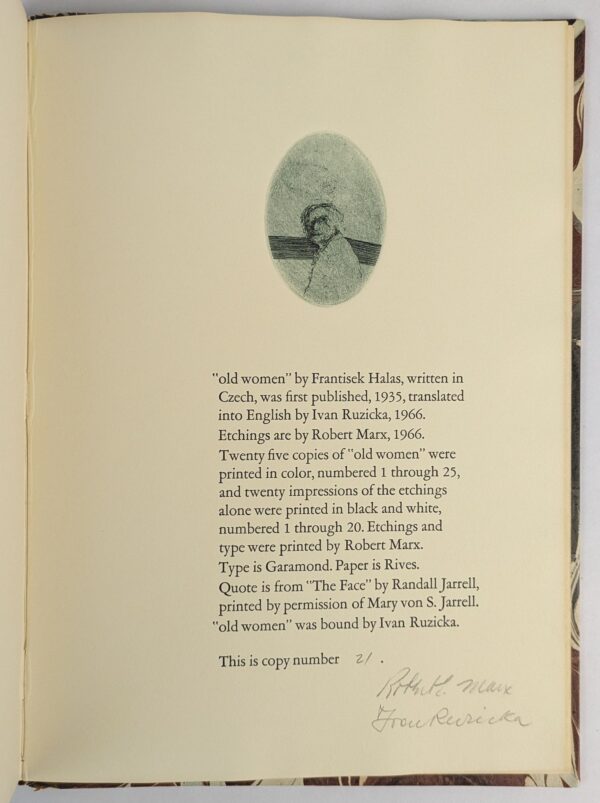 "old women" by Frantisek Halas, written in
Czech, was first published, 1935, translated
into English by Ivan Ruzicka, 1966.
Etchings are by Robert Marx, 1966.
Twenty five copies of "old women" were
printed in color, numbered 1 through 25,
and twenty impressions of the etchings
alone were printed in black and white,
numbered 1 through 20. Etchings and
type were printed by Robert Marx.
Type is Garamond. Paper is Rives.
Quote is from "The Face" by Randall Jarrell,
printed by permission of Mary von S. Jarrell.
"old women" was bound by Ivan Ruzicka.
This is copy number 21.
Robert E. Marx
Ivan Ruzicka